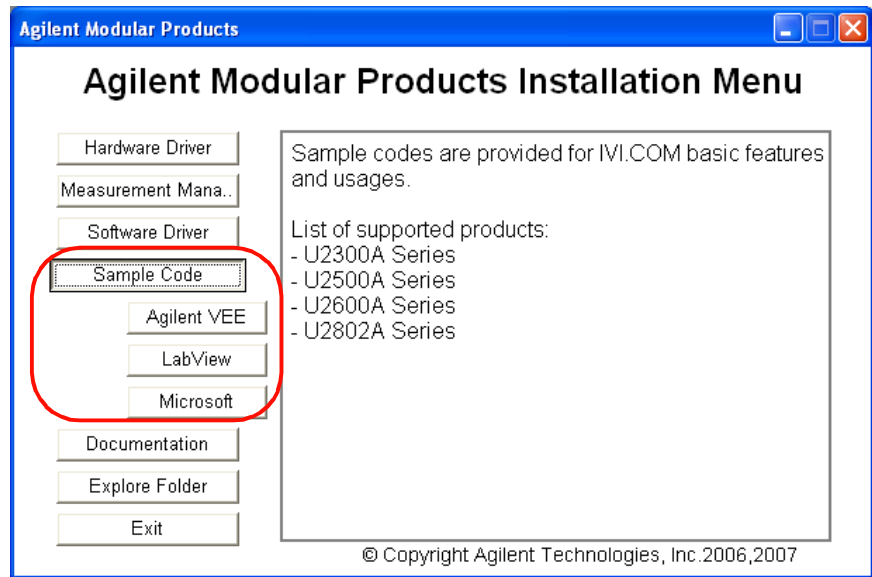 Agilent Modular Products
Agilent Modular Products Installation Menu
Hardware Driver
Measurement Mana..
Software Driver
Sample Code
Agilent VEE
LabView
Microsoft
Documentation
Explore Folder
Exit
Sample codes are provided for IVI.COM basic features
and usages.
List of supported products:
- U2300A Series
- U2500A Series
- U2600A Series
- U2802A Series
© Copyright Agilent Technologies, Inc.2006,2007